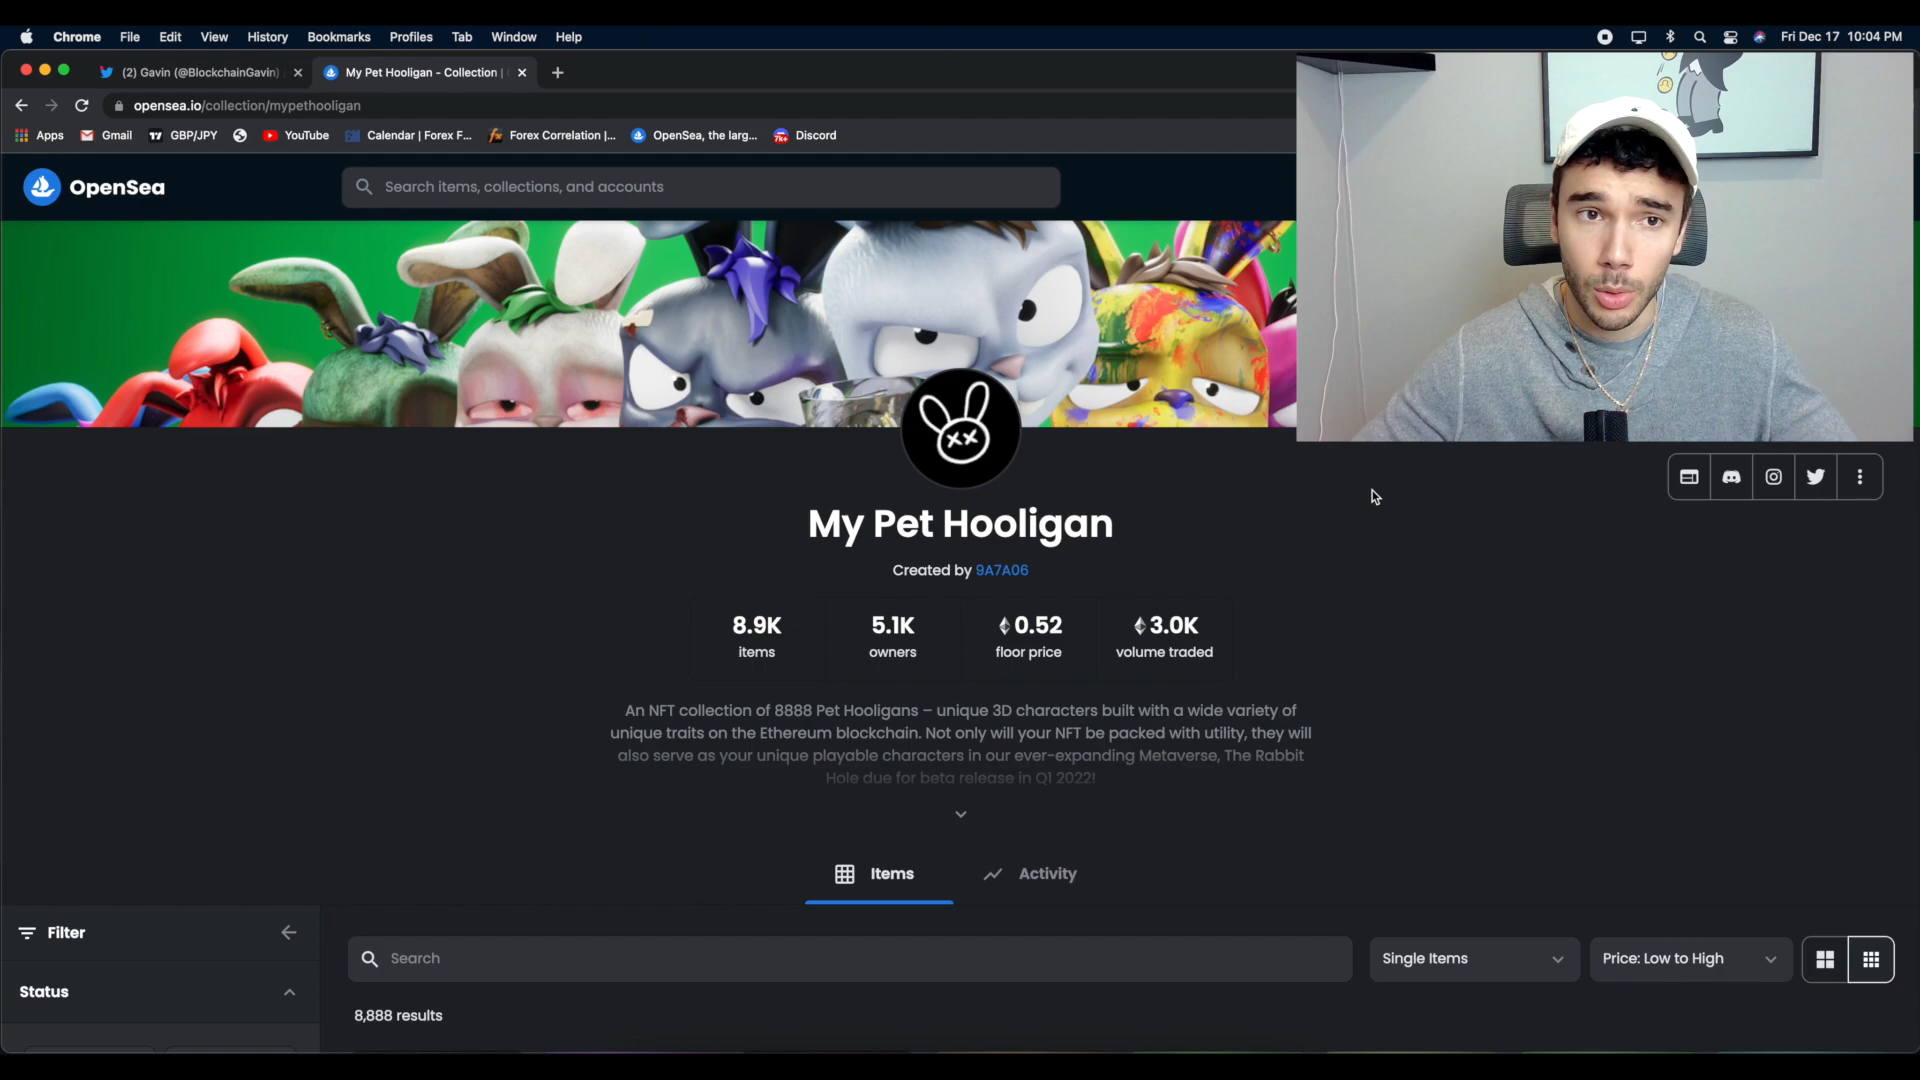 Chrome File Edit View History Bookmarks Profiles Tab Window Help Fri Dec 17 10:04 PM
(2) Gavin (@BlockchainGavin) My Pet Hooligan - Collection |
opensea.io/collection/mypethooligan
Apps Gmail GBP/JPY YouTube Calendar | Forex F... Forex Correlation |... OpenSea, the larg... Discord
OpenSea Search items, collections, and accounts
My Pet Hooligan
Created by 9A7A06
8.9K 5.1K 0.52 3.0K
items owners floor price volume traded
An NFT collection of 8888 Pet Hooligans – unique 3D characters built with a wide variety of
unique traits on the Ethereum blockchain. Not only will your NFT be packed with utility, they will
also serve as your unique playable characters in our ever-expanding Metaverse, The Rabbit
Hole due for beta release in Q1 2022!
Items Activity
Filter
Search Single Items Price: Low to High
Status
8,888 results